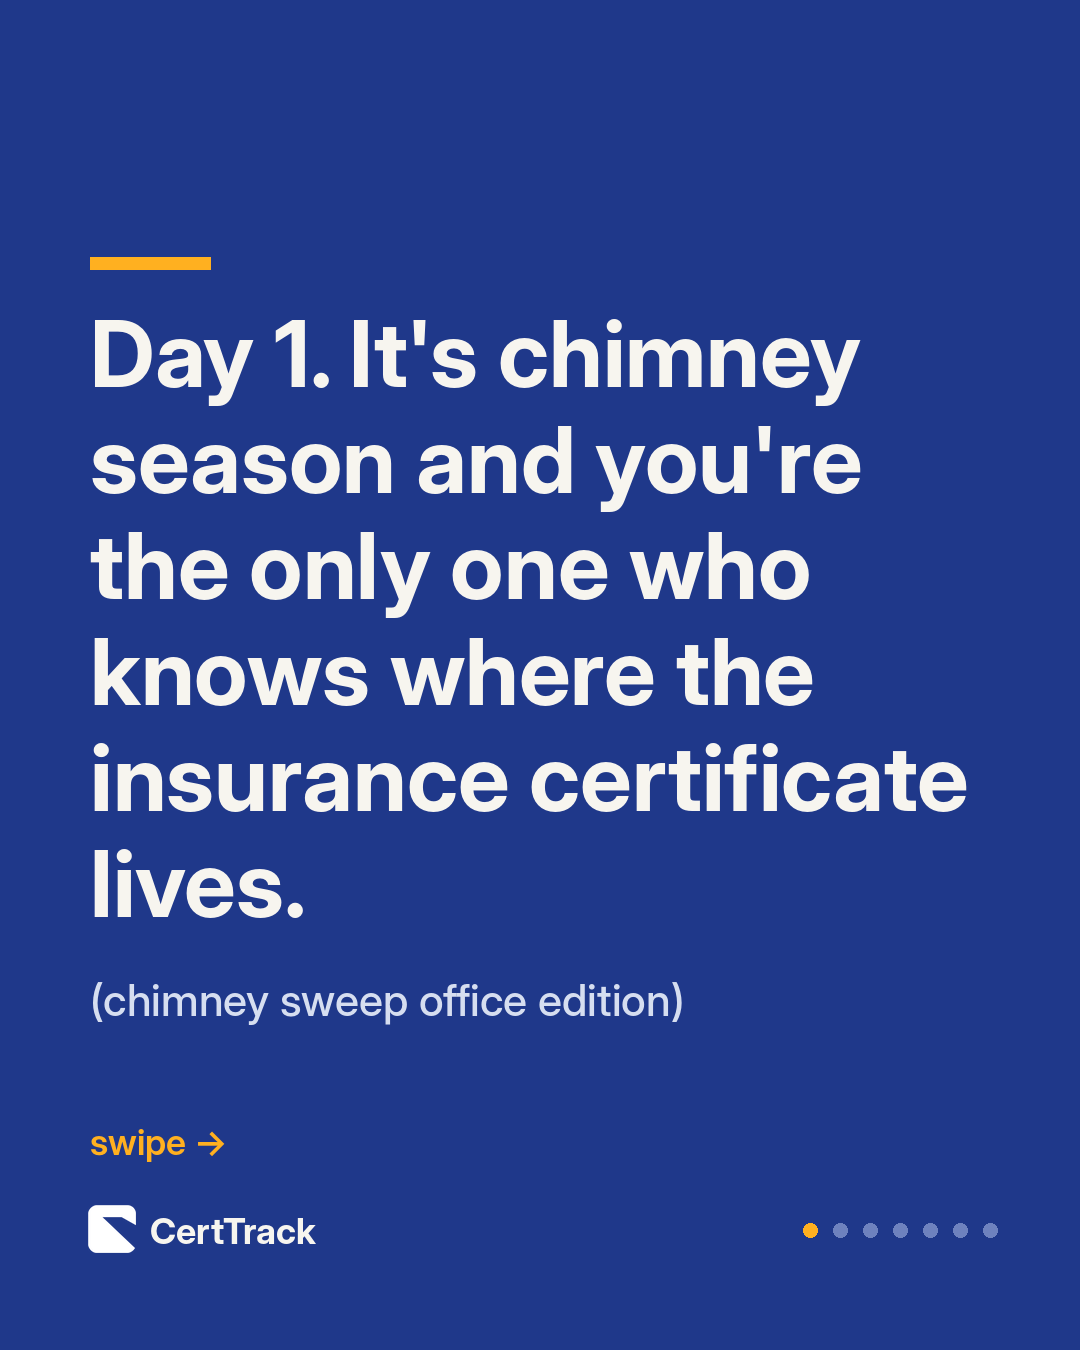 Day 1. It's chimney
season and you're
the only one who
knows where the
insurance certificate
lives.
(chimney sweep office edition)
swipe →
CertTrack